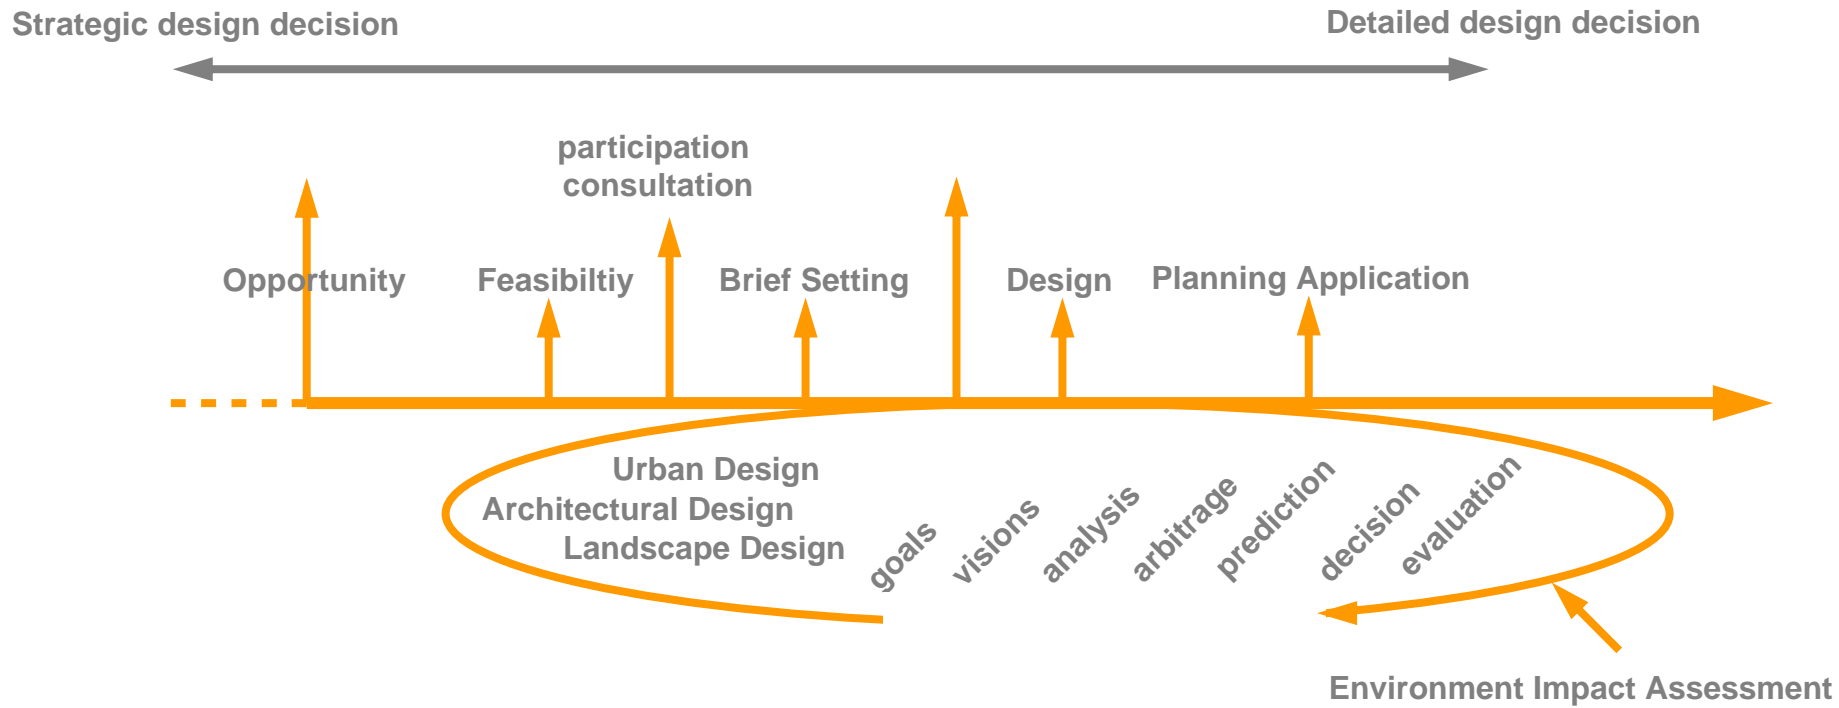 Strategic design decision
Detailed design decision
participation
consultation
Opportunity
Feasibiltiy
Brief Setting
Design
Planning Application
Urban Design
Architectural Design
Landscape Design
goals
visions
analysis
arbitrage
prediction
decision
evaluation
Environment Impact Assessment